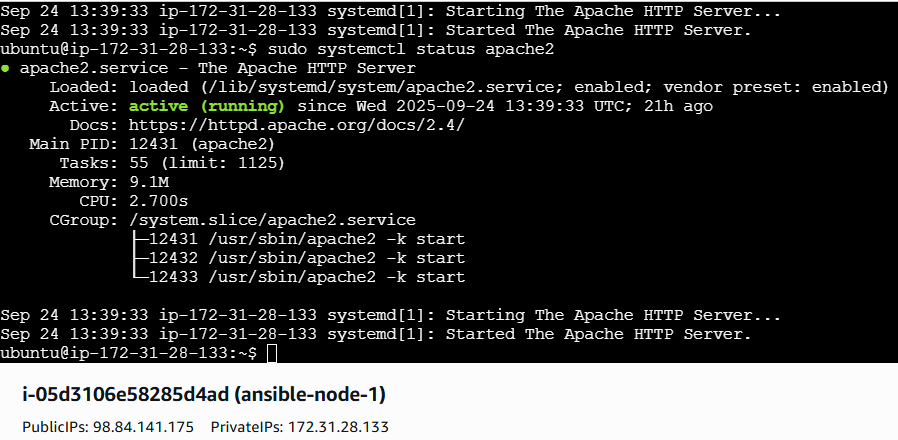 Sep 24 13:39:33 ip-172-31-28-133 systemd[1]: Starting The Apache HTTP Server...
Sep 24 13:39:33 ip-172-31-28-133 systemd[1]: Started The Apache HTTP Server.
ubuntu@ip-172-31-28-133:~$ sudo systemctl status apache2
● apache2.service - The Apache HTTP Server
     Loaded: loaded (/lib/systemd/system/apache2.service; enabled; vendor preset: enabled)
     Active: active (running) since Wed 2025-09-24 13:39:33 UTC; 21h ago
       Docs: https://httpd.apache.org/docs/2.4/
   Main PID: 12431 (apache2)
      Tasks: 55 (limit: 1125)
     Memory: 9.1M
        CPU: 2.700s
     CGroup: /system.slice/apache2.service
             ├─12431 /usr/sbin/apache2 -k start
             ├─12432 /usr/sbin/apache2 -k start
             └─12433 /usr/sbin/apache2 -k start
Sep 24 13:39:33 ip-172-31-28-133 systemd[1]: Starting The Apache HTTP Server...
Sep 24 13:39:33 ip-172-31-28-133 systemd[1]: Started The Apache HTTP Server.
ubuntu@ip-172-31-28-133:~$
i-05d3106e58285d4ad (ansible-node-1)
PublicIPs: 98.84.141.175 PrivateIPs: 172.31.28.133